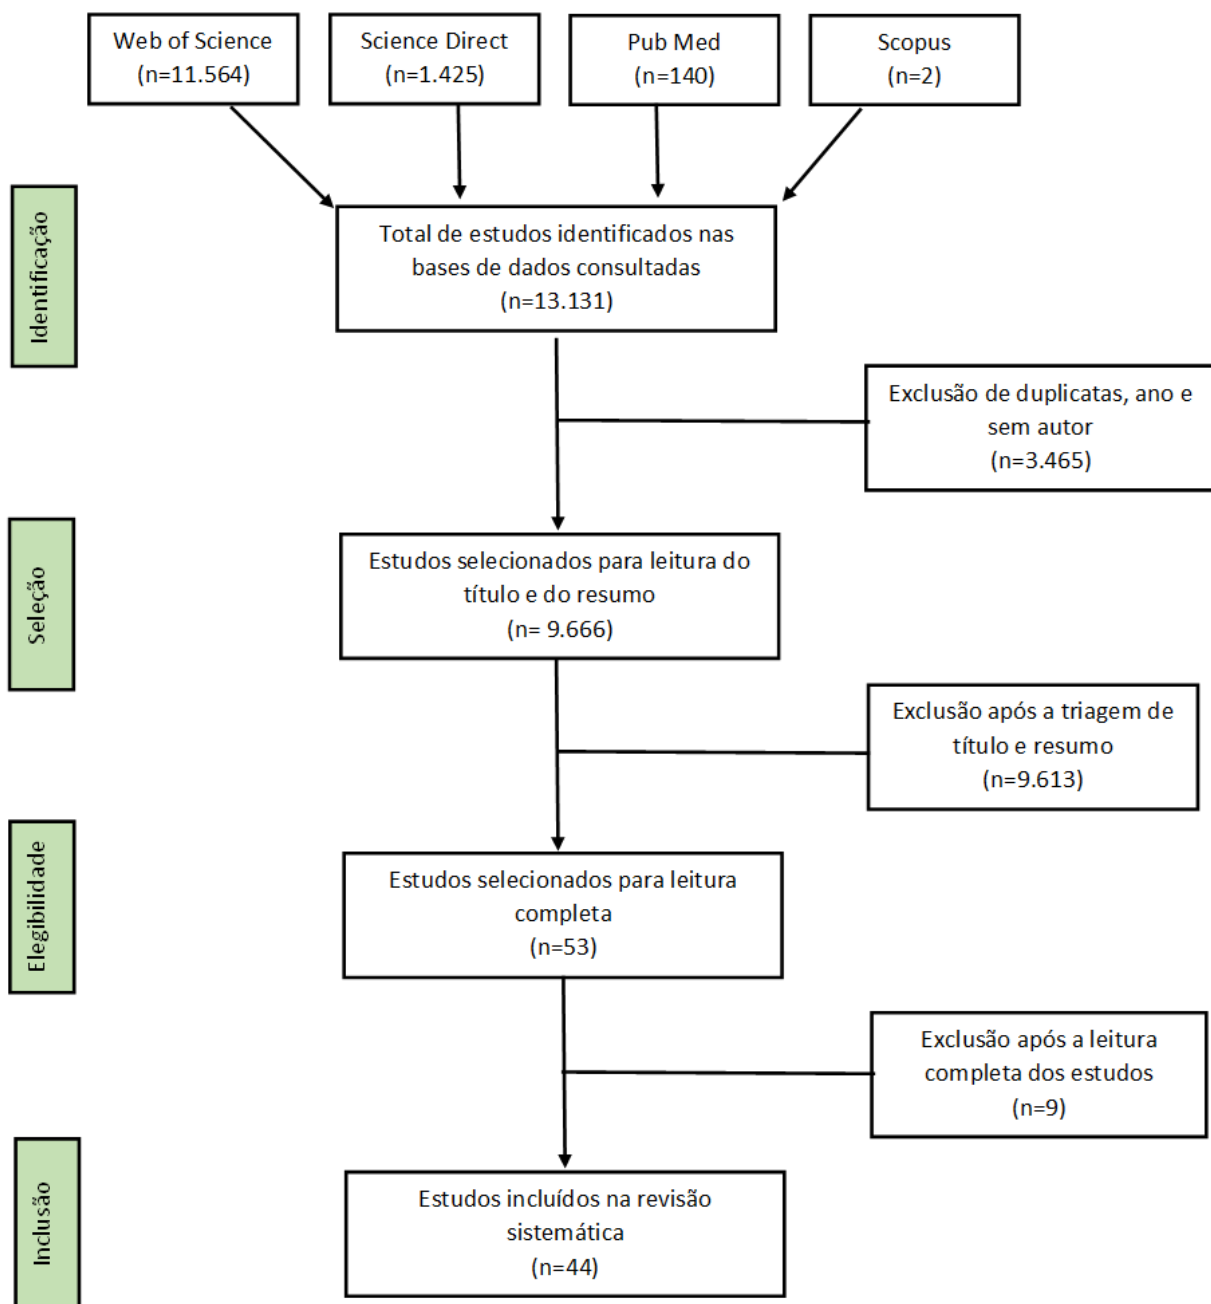 Web of Science
(n=11.564)
Science Direct
(n=1.425)
Pub Med
(n=140)
Scopus
(n=2)
Identificação
Total de estudos identificados nas
bases de dados consultadas
(n=13.131)
Exclusão de duplicatas, ano e
sem autor
(n=3.465)
Seleção
Estudos selecionados para leitura do
título e do resumo
(n= 9.666)
Exclusão após a triagem de
título e resumo
(n=9.613)
Elegibilidade
Estudos selecionados para leitura
completa
(n=53)
Exclusão após a leitura
completa dos estudos
(n=9)
Inclusão
Estudos incluídos na revisão
sistemática
(n=44)